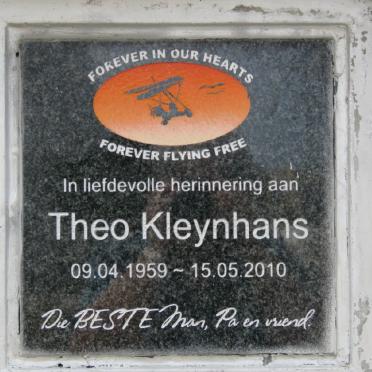 FOREVER IN OUR HEARTS
FOREVER FLYING FREE
In liefdevolle herinnering aan
Theo Kleynhans
09.04.1959 ~ 15.05.2010
Die BESTE Man, Pa en vriend.